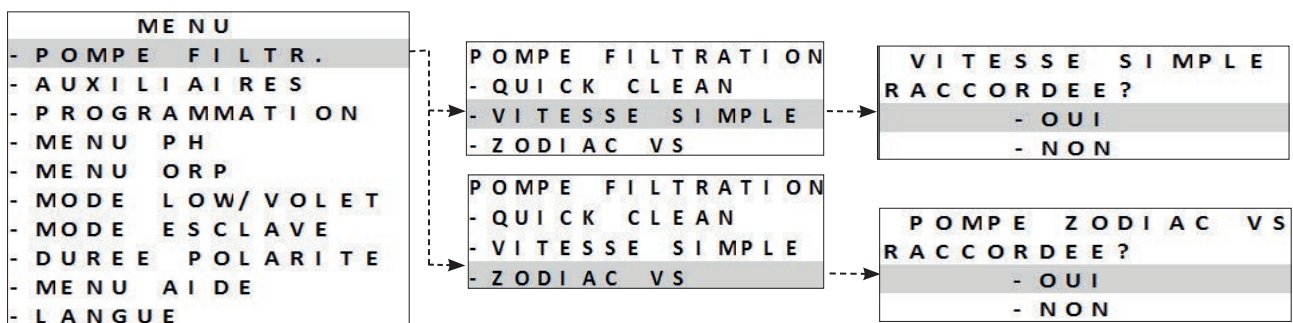 MENU
- POMPE FILTR.
- AUXILIAIRES
- PROGRAMMATION
- MENU PH
- MENU ORP
- MODE LOW/VOLET
- MODE ESCLAVE
- DUREE POLARITE
- MENU AIDE
- LANGUE
POMPE FILTRATION
- QUICK CLEAN
- VITESSE SIMPLE
- ZODIAC VS
VITESSE SIMPLE
RACCORDEE?
- OUI
- NON
POMPE FILTRATION
- QUICK CLEAN
- VITESSE SIMPLE
- ZODIAC VS
POMPE ZODIAC VS
RACCORDEE?
- OUI
- NON